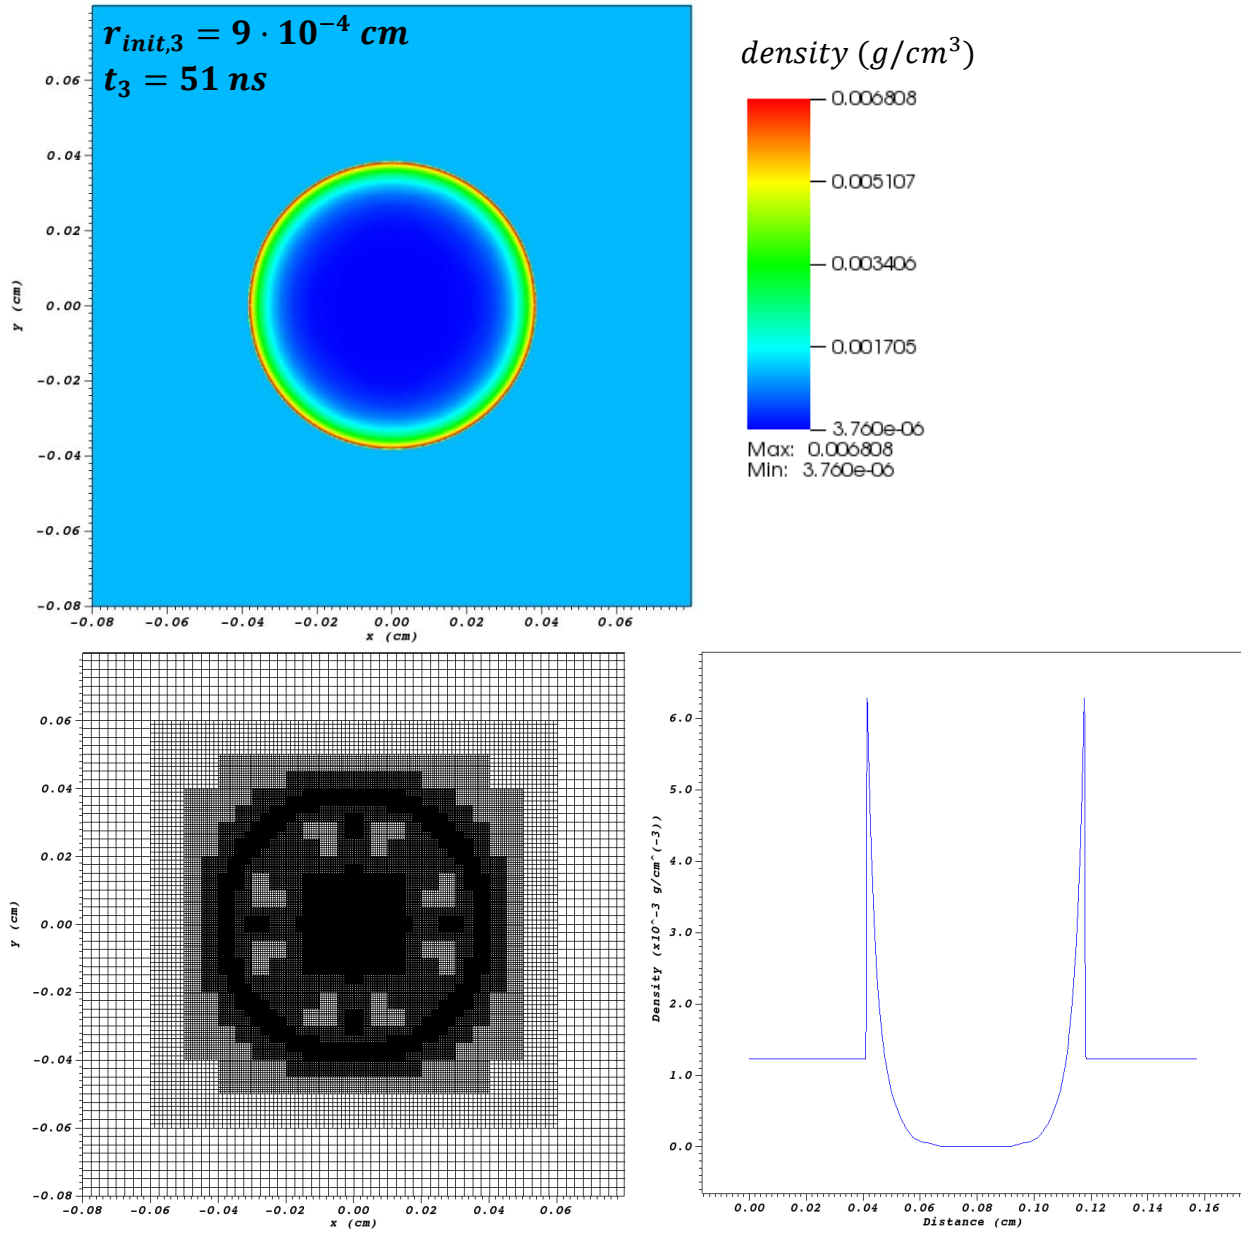 r_{init,3} = 9 · 10^{−4} cm
t_3 = 51 ns
0.06
0.04
0.02
0.00
-0.02
-0.04
-0.06
-0.08
y (cm)
-0.08 -0.06 -0.04 -0.02 0.00 0.02 0.04 0.06
x (cm)
density (g/cm^3)
0.006808
0.005107
0.003406
0.001705
3.760e-06
Max: 0.006808
Min: 3.760e-06
0.06
0.04
0.02
0.00
-0.02
-0.04
-0.06
-0.08
y (cm)
-0.08 -0.06 -0.04 -0.02 0.00 0.02 0.04 0.06
x (cm)
6.0
5.0
4.0
3.0
2.0
1.0
0.0
Density (x10^-3 g/cm^(-3))
0.00 0.02 0.04 0.06 0.08 0.10 0.12 0.14 0.16
Distance (cm)